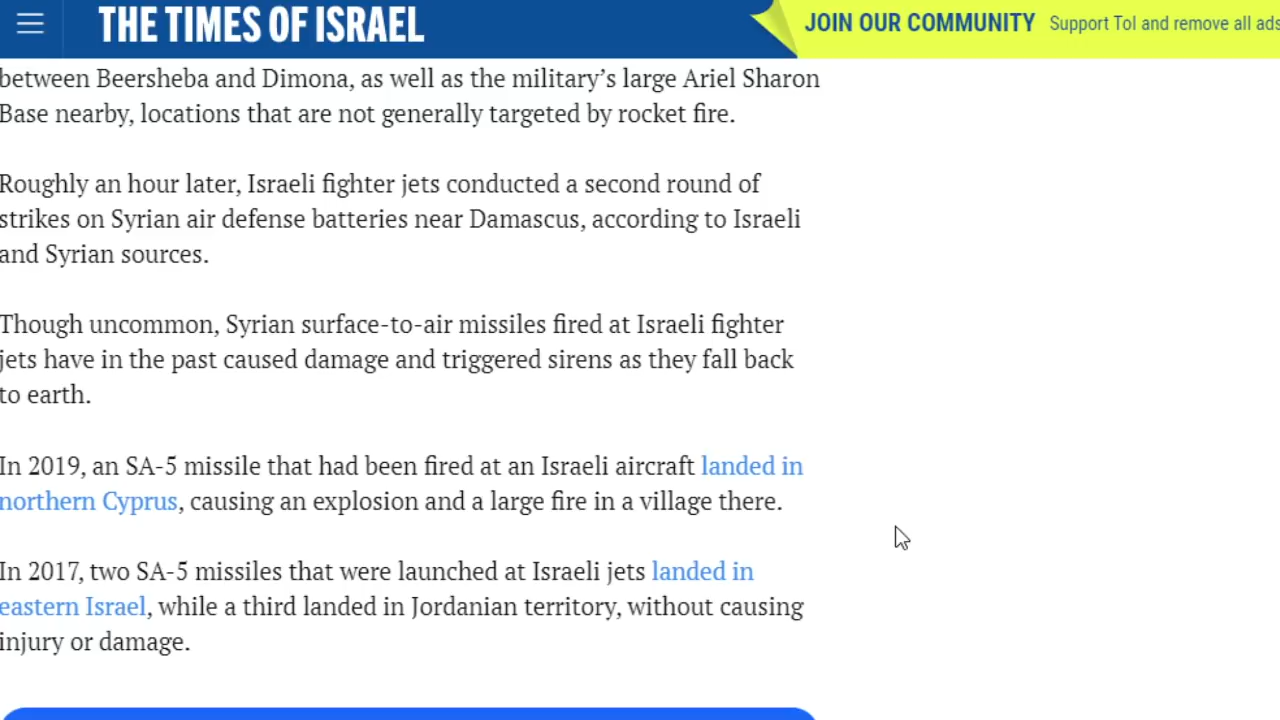 THE TIMES OF ISRAEL
JOIN OUR COMMUNITY Support ToI and remove all ads
between Beersheba and Dimona, as well as the military’s large Ariel Sharon
Base nearby, locations that are not generally targeted by rocket fire.
Roughly an hour later, Israeli fighter jets conducted a second round of
strikes on Syrian air defense batteries near Damascus, according to Israeli
and Syrian sources.
Though uncommon, Syrian surface-to-air missiles fired at Israeli fighter
jets have in the past caused damage and triggered sirens as they fall back
to earth.
In 2019, an SA-5 missile that had been fired at an Israeli aircraft landed in
northern Cyprus, causing an explosion and a large fire in a village there.
In 2017, two SA-5 missiles that were launched at Israeli jets landed in
eastern Israel, while a third landed in Jordanian territory, without causing
injury or damage.